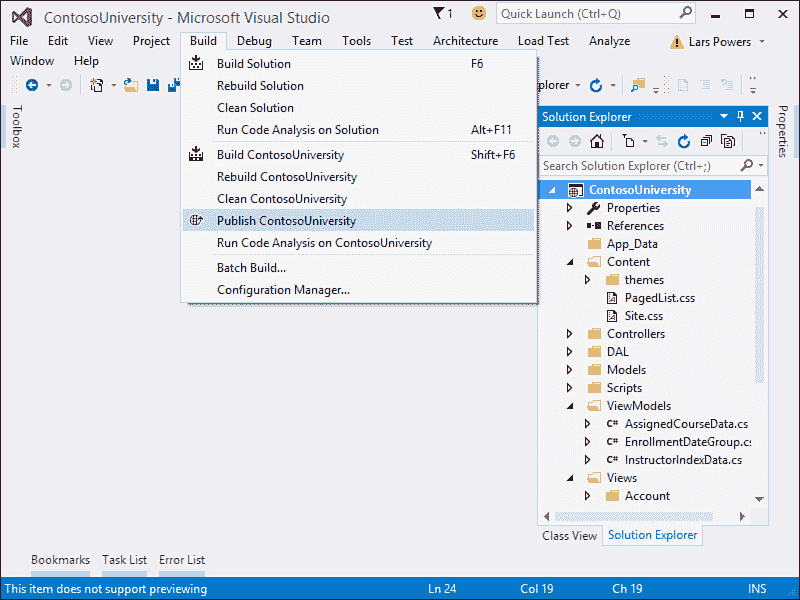 ContosoUniversity - Microsoft Visual Studio
1
Quick Launch (Ctrl+Q)
File Edit View Project Build Debug Team Tools Test Architecture Load Test Analyze Lars Powers
Window Help
plorer
Toolbox
Build Solution F6
Rebuild Solution
Clean Solution
Run Code Analysis on Solution Alt+F11
Build ContosoUniversity Shift+F6
Rebuild ContosoUniversity
Clean ContosoUniversity
Publish ContosoUniversity
Run Code Analysis on ContosoUniversity
Batch Build...
Configuration Manager...
Solution Explorer
Search Solution Explorer (Ctrl+;)
ContosoUniversity
Properties
References
App_Data
Content
themes
PagedList.css
Site.css
Controllers
DAL
Models
Scripts
ViewModels
C# AssignedCourseData.cs
C# EnrollmentDateGroup.cs
C# InstructorIndexData.cs
Views
Account
Class View Solution Explorer
Properties
Bookmarks Task List Error List
This item does not support previewing Ln 24 Col 19 Ch 19 INS